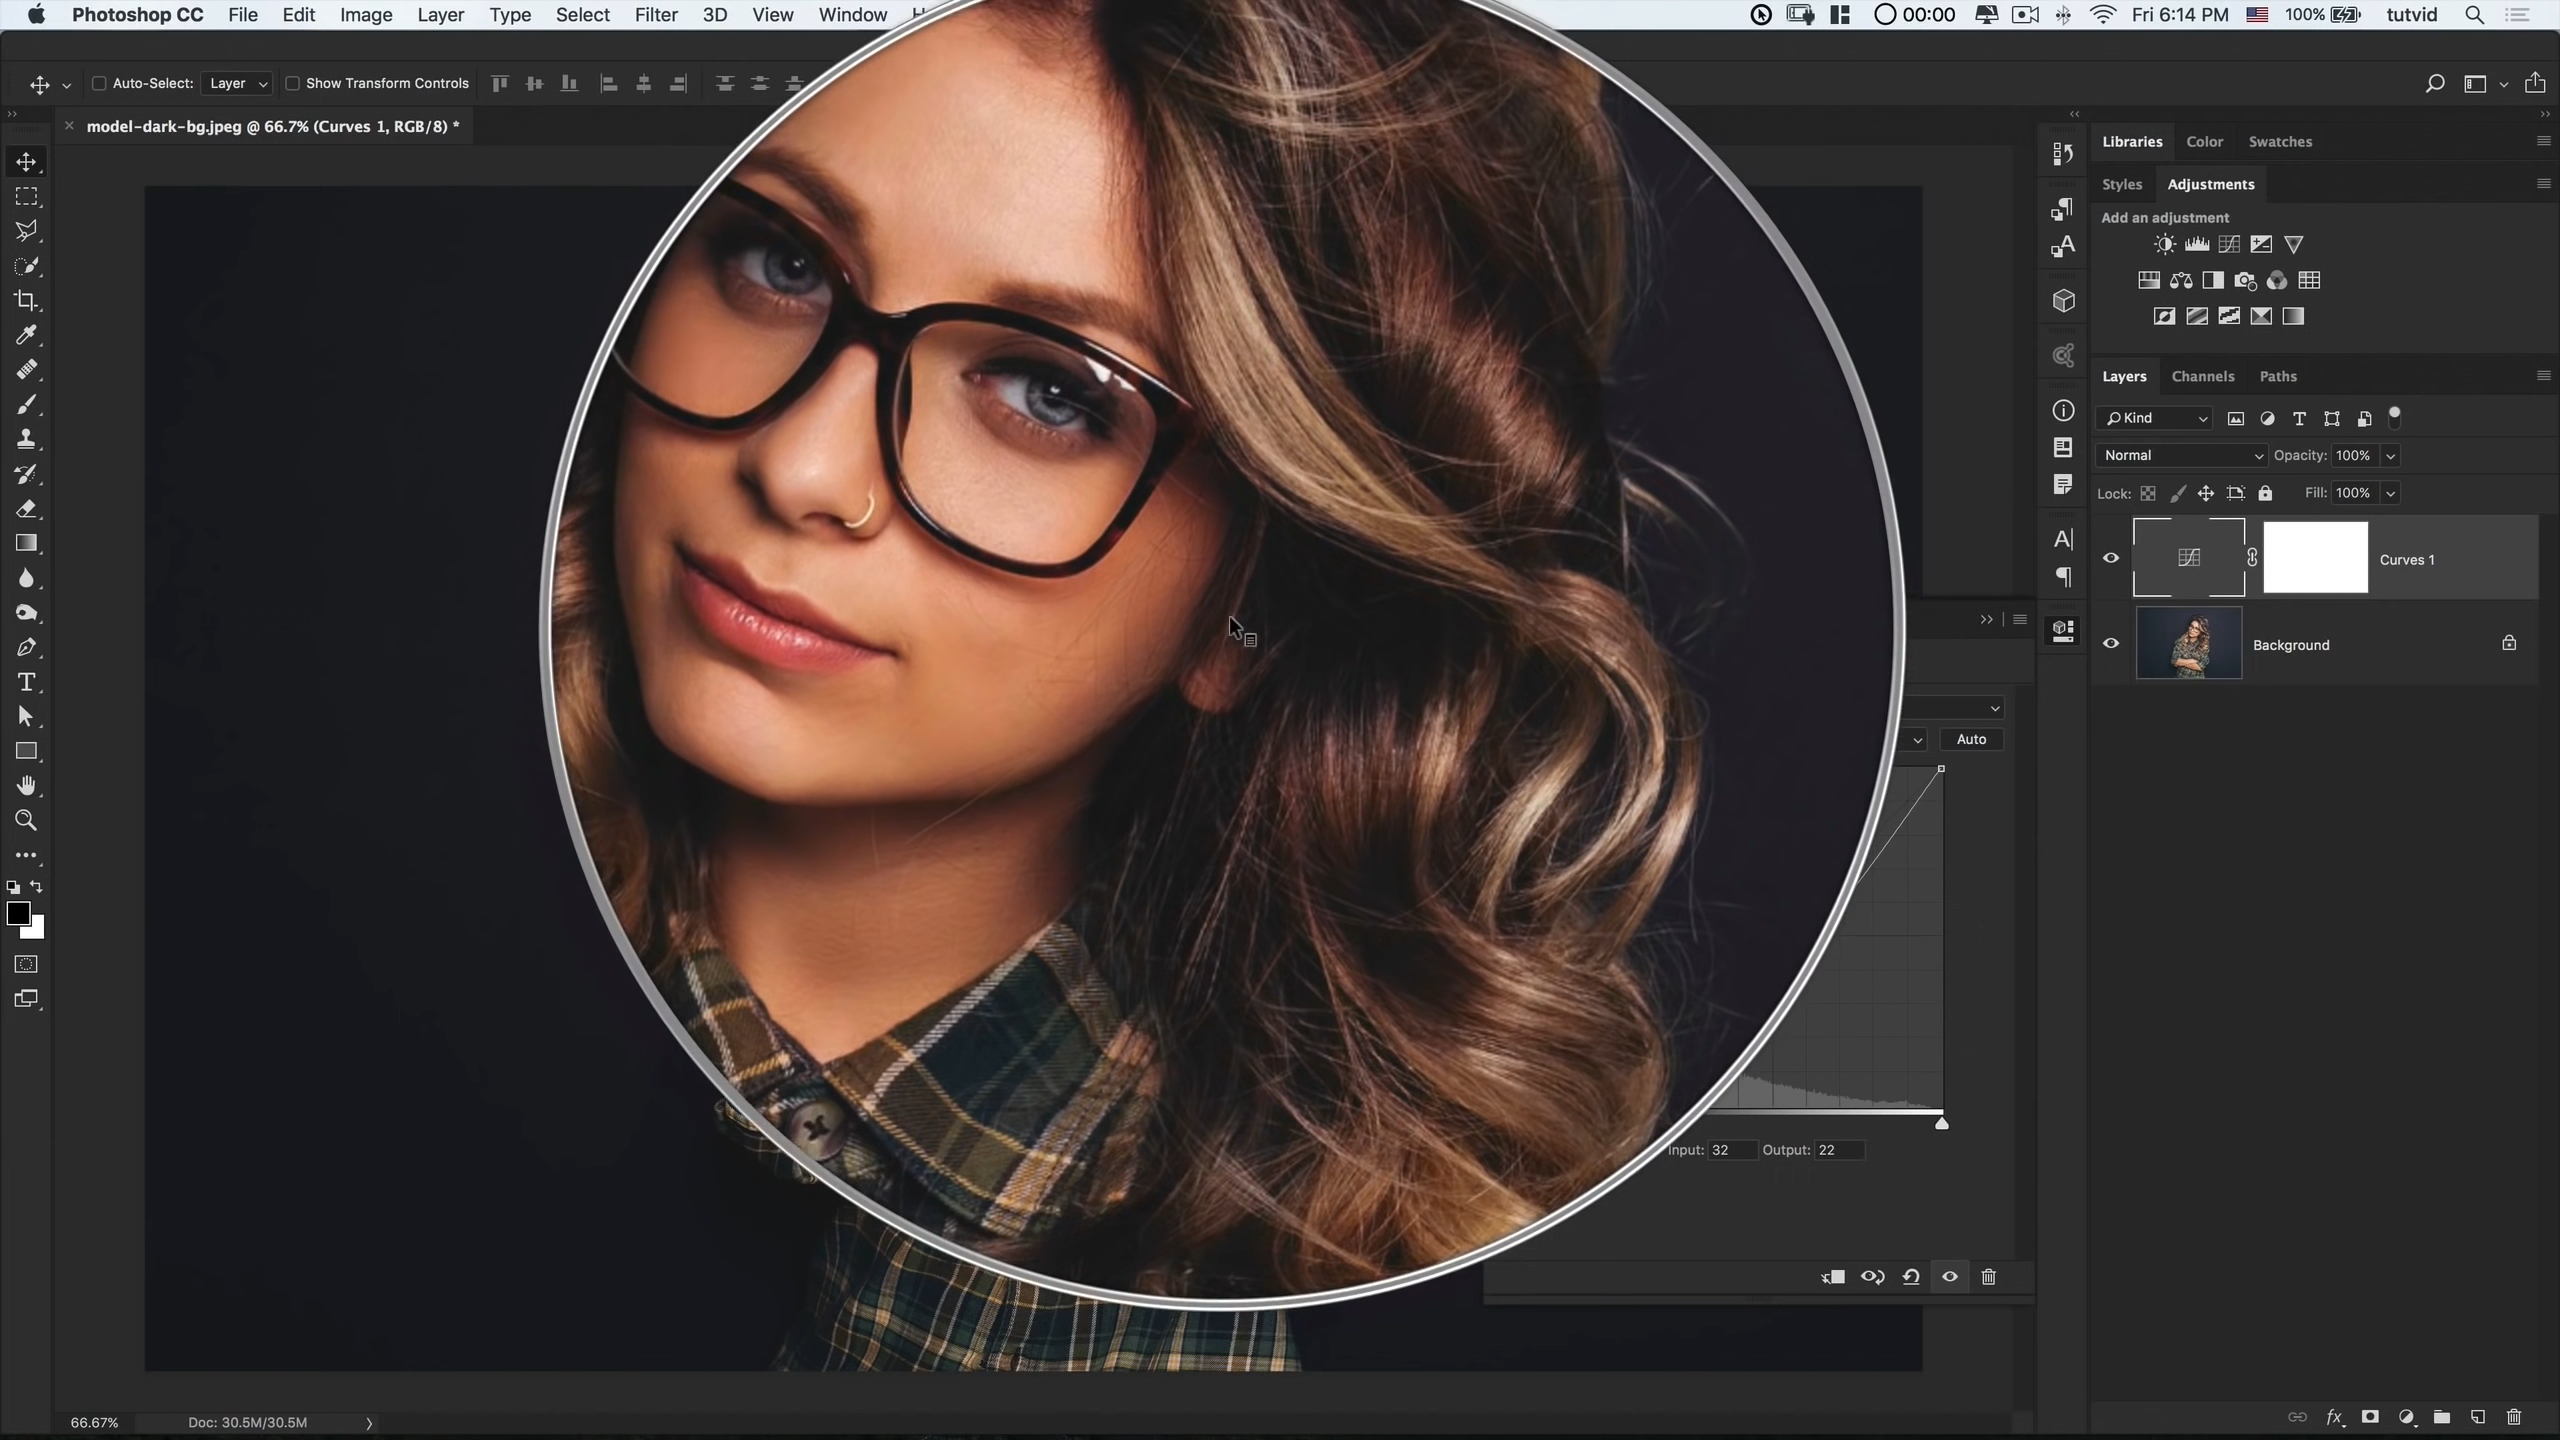 Photoshop CC File Edit Image Layer Type Select Filter 3D View Window
00:00 Fri 6:14 PM 100% tutvid
Auto-Select: Layer Show Transform Controls
model-dark-bg.jpeg @ 66.7% (Curves 1, RGB/8) *
Libraries Color Swatches
Styles Adjustments
Add an adjustment
Layers Channels Paths
Kind
Normal Opacity: 100%
Lock: Fill: 100%
Curves 1
Background
Auto
Input: 32 Output: 22
66.67% Doc: 30.5M/30.5M